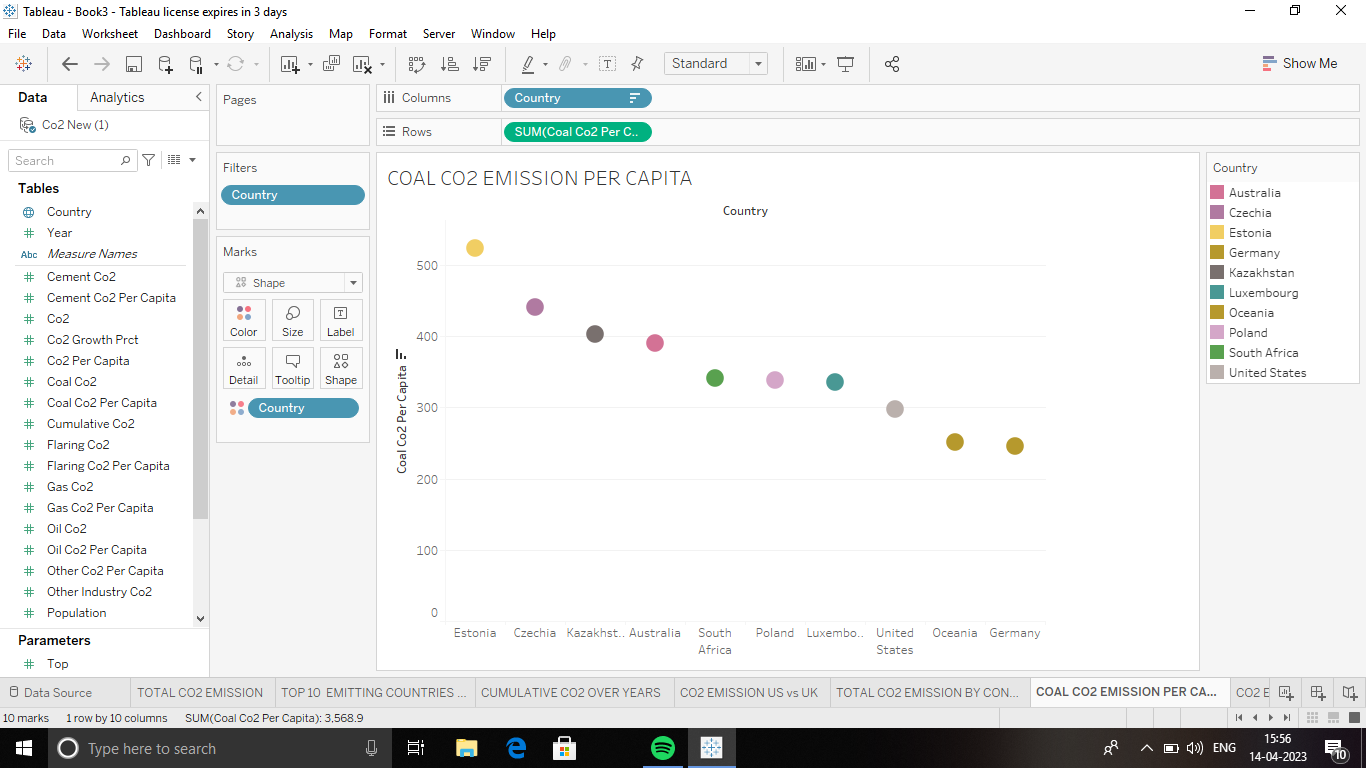 Tableau - Book3 - Tableau license expires in 3 days
File Data Worksheet Dashboard Story Analysis Map Format Server Window Help
Standard
Show Me
Data Analytics
Co2 New (1)
Search
Tables
Country
Year
Abc Measure Names
Cement Co2
Cement Co2 Per Capita
Co2
Co2 Growth Prct
Co2 Per Capita
Coal Co2
Coal Co2 Per Capita
Cumulative Co2
Flaring Co2
Flaring Co2 Per Capita
Gas Co2
Gas Co2 Per Capita
Oil Co2
Oil Co2 Per Capita
Other Co2 Per Capita
Other Industry Co2
Population
Parameters
Top
Pages
Filters
Country
Marks
Shape
Color Size Label
Detail Tooltip Shape
Country
Columns Country
Rows SUM(Coal Co2 Per C..
COAL CO2 EMISSION PER CAPITA
Country
Coal Co2 Per Capita
500
400
300
200
100
0
Estonia Czechia Kazakhst.. Australia South Africa Poland Luxembo.. United States Oceania Germany
Country
Australia
Czechia
Estonia
Germany
Kazakhstan
Luxembourg
Oceania
Poland
South Africa
United States
Data Source TOTAL CO2 EMISSION TOP 10 EMITTING COUNTRIES ... CUMULATIVE CO2 OVER YEARS CO2 EMISSION US vs UK TOTAL CO2 EMISSION BY CON... COAL CO2 EMISSION PER CA... CO2 E
10 marks 1 row by 10 columns SUM(Coal Co2 Per Capita): 3,568.9
Type here to search
ENG
15:56
14-04-2023
10